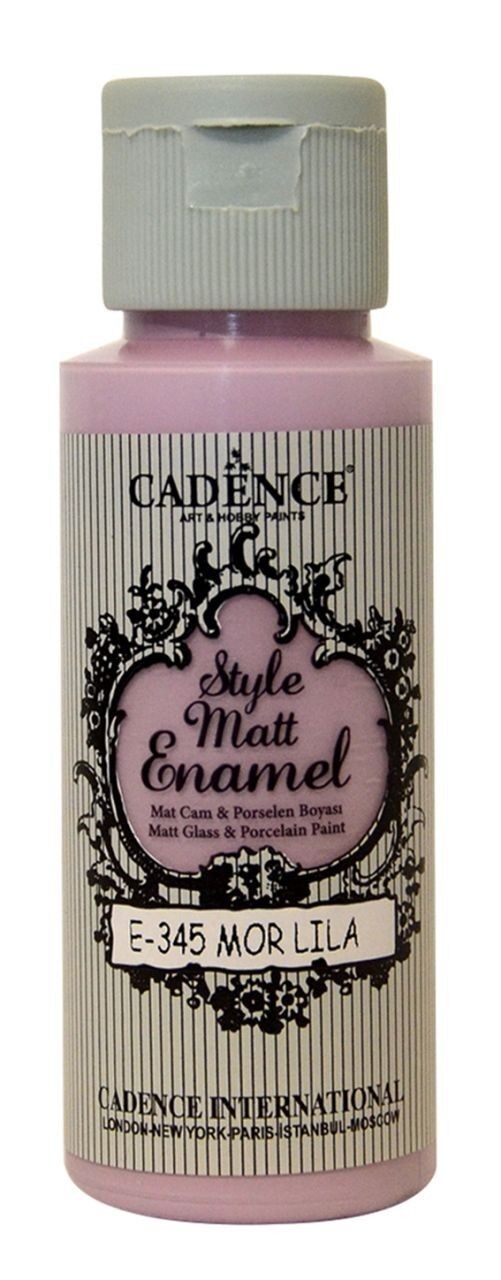 CADENCE®
ART & HOBBY PAINTS
Style
Matt
Enamel
Mat Cam & Porselen Boyası
Matt Glass & Porcelain Paint
E-345 MOR LILA
CADENCE INTERNATIONAL
LONDON-NEW YORK-PARIS-İSTANBUL-MOSCOW